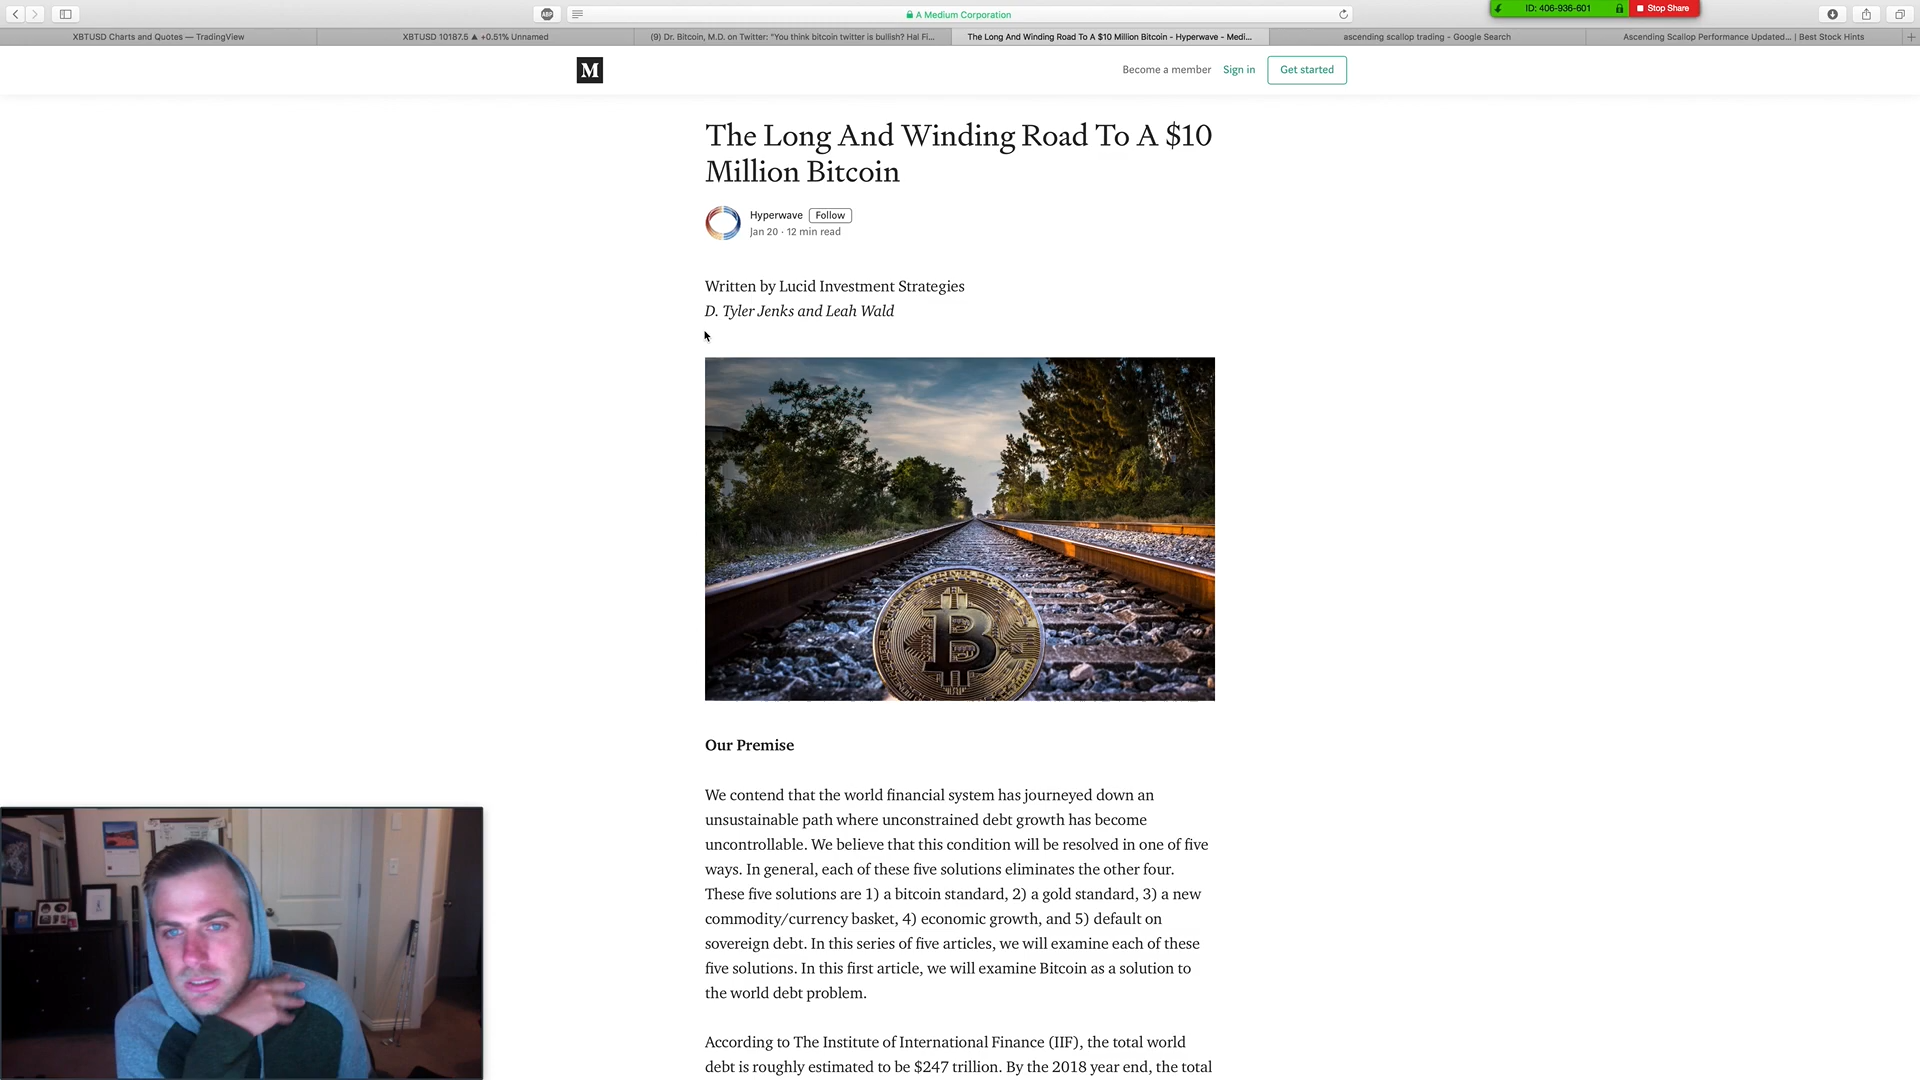 A Medium Corporation
ID: 406-936-601
Stop Share
XBTUSD Charts and Quotes — TradingView
XBTUSD 10187.5 ▲ +0.51% Unnamed
(9) Dr. Bitcoin, M.D. on Twitter: "You think bitcoin twitter is bullish? Hal Fi...
The Long And Winding Road To A $10 Million Bitcoin - Hyperwave - Medi...
ascending scallop trading - Google Search
Ascending Scallop Performance Updated... | Best Stock Hints
M
Become a member
Sign in
Get started
The Long And Winding Road To A $10
Million Bitcoin
Hyperwave Follow
Jan 20 · 12 min read
Written by Lucid Investment Strategies
D. Tyler Jenks and Leah Wald
Our Premise
We contend that the world financial system has journeyed down an
unsustainable path where unconstrained debt growth has become
uncontrollable. We believe that this condition will be resolved in one of five
ways. In general, each of these five solutions eliminates the other four.
These five solutions are 1) a bitcoin standard, 2) a gold standard, 3) a new
commodity/currency basket, 4) economic growth, and 5) default on
sovereign debt. In this series of five articles, we will examine each of these
five solutions. In this first article, we will examine Bitcoin as a solution to
the world debt problem.
According to The Institute of International Finance (IIF), the total world
debt is roughly estimated to be $247 trillion. By the 2018 year end, the total